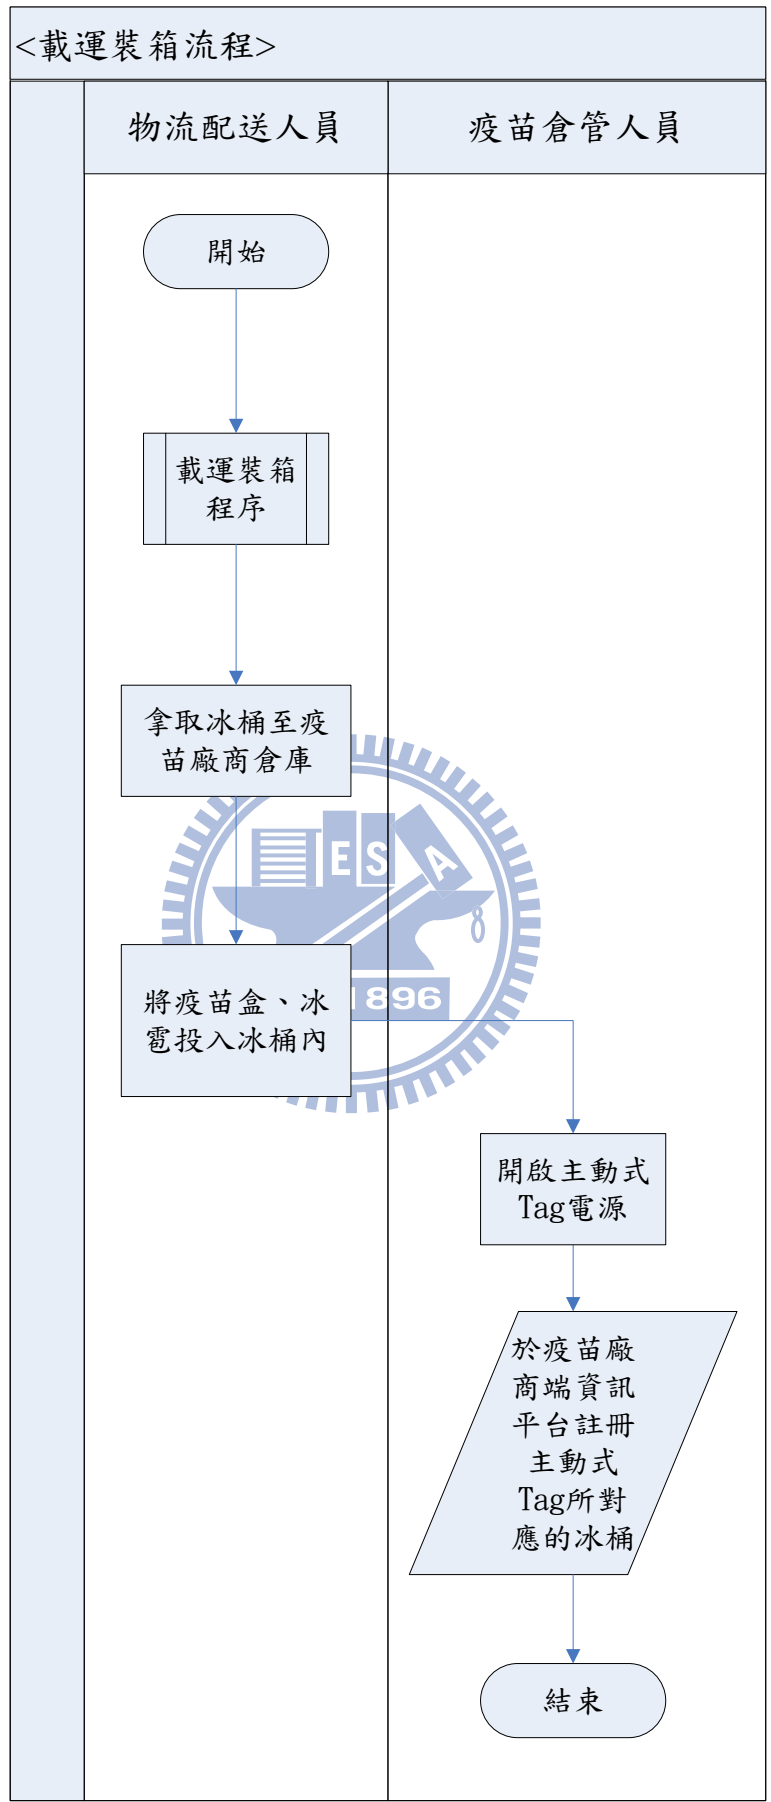 <載運裝箱流程>
物流配送人員
疫苗倉管人員
開始
載運裝箱
程序
拿取冰桶至疫
苗廠商倉庫
E S A
1896
將疫苗盒、冰
雹投入冰桶內
開啟主動式
Tag電源
於疫苗廠
商端資訊
平台註冊
主動式
Tag所對
應的冰桶
結束